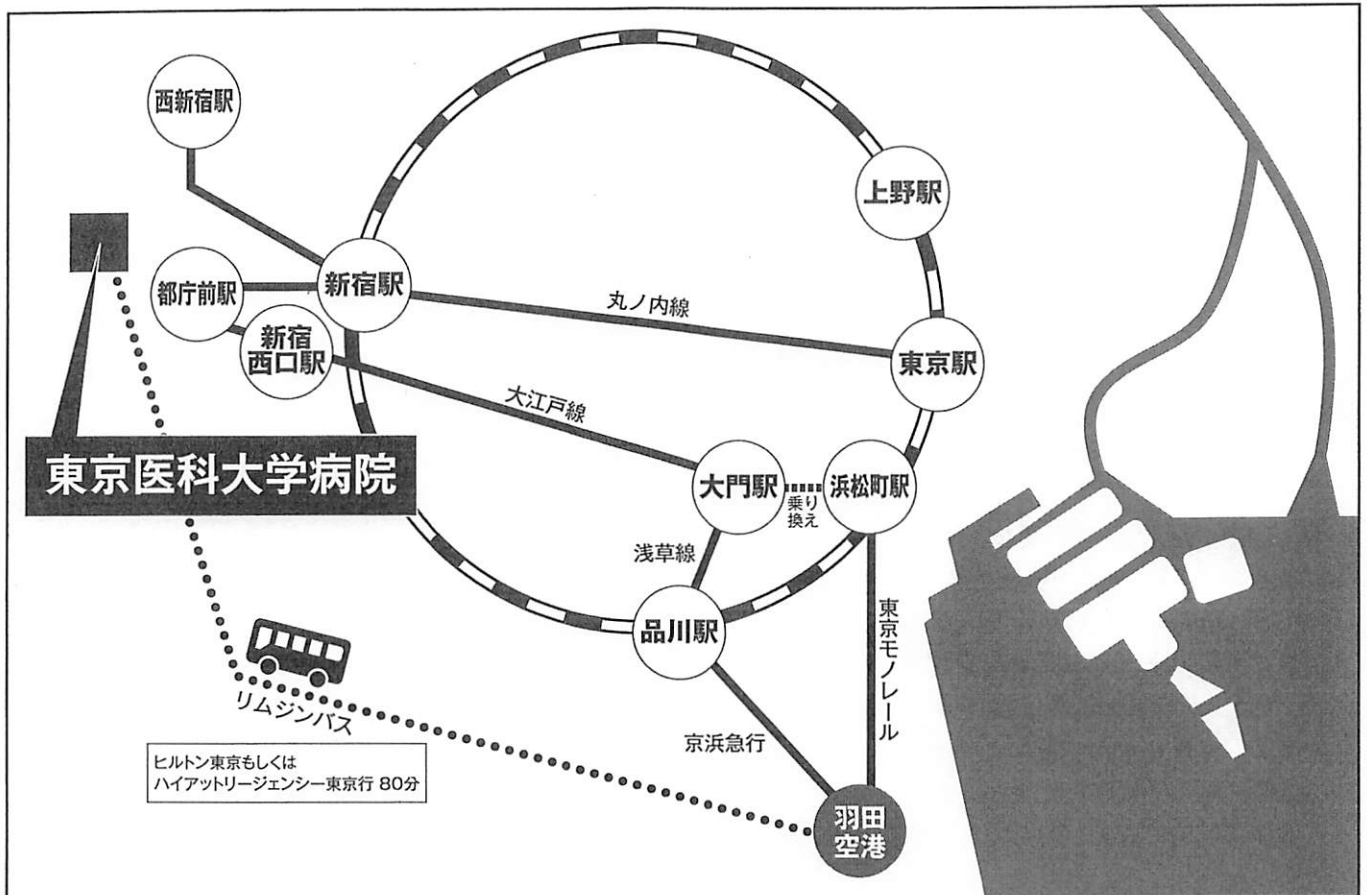 西新宿駅
上野駅
都庁前駅
新宿駅
新宿
西口駅
丸ノ内線
東京駅
大江戸線
東京医科大学病院
大門駅
乗り
換え
浜松町駅
浅草線
品川駅
東京モノレール
リムジンバス
京浜急行
ヒルトン東京もしくは
ハイアットリージェンシー東京行 80分
羽田
空港